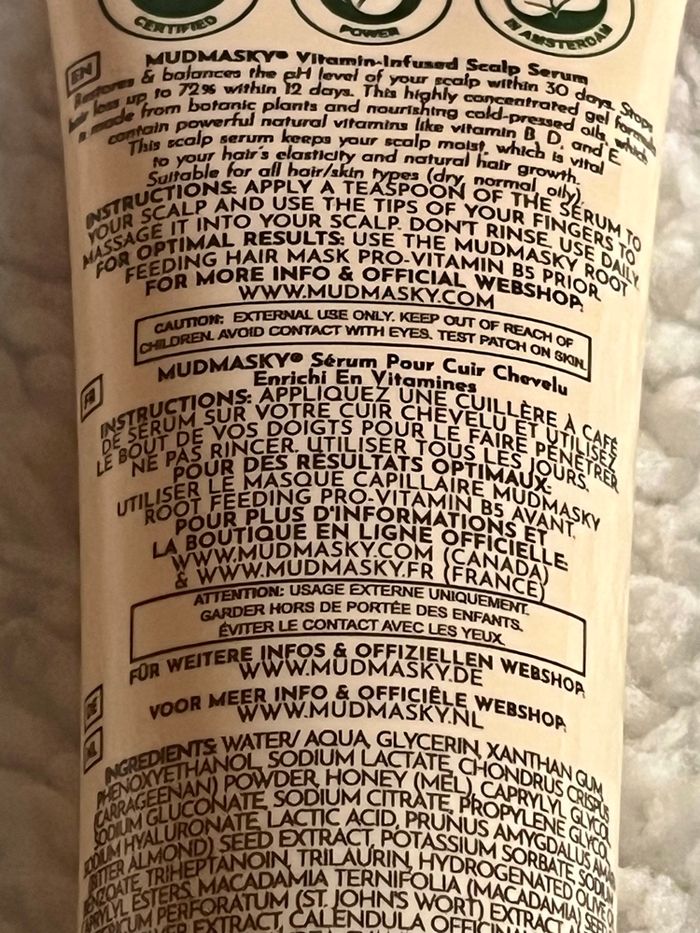 CERTIFIED
POWER
IN AMSTERDAM
EN
MUDMASKY® Vitamin-Infused Scalp Serum
Restores & balances the pH level of your scalp within 30 days. Stops
hair loss up to 72% within 12 days. This highly concentrated gel formula
is made from botanic plants and nourishing cold-pressed oils, which
contain powerful natural vitamins like vitamin B, D, and E.
This scalp serum keeps your scalp moist, which is vital
to your hair's elasticity and natural hair growth.
Suitable for all hair/skin types (dry, normal, oily).
INSTRUCTIONS: APPLY A TEASPOON OF THE SERUM TO
YOUR SCALP AND USE THE TIPS OF YOUR FINGERS TO
MASSAGE IT INTO YOUR SCALP. DON'T RINSE. USE DAILY.
FOR OPTIMAL RESULTS: USE THE MUDMASKY ROOT
FEEDING HAIR MASK PRO-VITAMIN B5 PRIOR.
FOR MORE INFO & OFFICIAL WEBSHOP:
WWW.MUDMASKY.COM
CAUTION: EXTERNAL USE ONLY. KEEP OUT OF REACH OF
CHILDREN. AVOID CONTACT WITH EYES. TEST PATCH ON SKIN.
FR
MUDMASKY® Sérum Pour Cuir Chevelu
Enrichi En Vitamines
INSTRUCTIONS: APPLIQUEZ UNE CUILLÈRE À CAFÉ
DE SÉRUM SUR VOTRE CUIR CHEVELU ET UTILISEZ
LE BOUT DE VOS DOIGTS POUR LE FAIRE PÉNÉTRER.
NE PAS RINCER. UTILISER TOUS LES JOURS.
POUR DES RÉSULTATS OPTIMAUX:
UTILISER LE MASQUE CAPILLAIRE MUDMASKY
ROOT FEEDING PRO-VITAMIN B5 AVANT.
POUR PLUS D'INFORMATIONS ET
LA BOUTIQUE EN LIGNE OFFICIELLE:
WWW.MUDMASKY.COM (CANADA)
& WWW.MUDMASKY.FR (FRANCE)
ATTENTION: USAGE EXTERNE UNIQUEMENT.
GARDER HORS DE PORTÉE DES ENFANTS.
ÉVITER LE CONTACT AVEC LES YEUX.
DE
FÜR WEITERE INFOS & OFFIZIELLEN WEBSHOP:
WWW.MUDMASKY.DE
NL
VOOR MEER INFO & OFFICIËLE WEBSHOP:
WWW.MUDMASKY.NL
INGREDIENTS: WATER/ AQUA, GLYCERIN, XANTHAN GUM,
PHENOXYETHANOL, SODIUM LACTATE, CHONDRUS CRISPUS
(CARRAGEENAN) POWDER, HONEY (MEL), CAPRYLYL GLYCOL,
SODIUM GLUCONATE, SODIUM CITRATE, PROPYLENE GLYCOL,
SODIUM HYALURONATE, LACTIC ACID, PRUNUS AMYGDALUS AMARA
(BITTER ALMOND) SEED EXTRACT, POTASSIUM SORBATE, SODIUM
BENZOATE, TRIHEPTANOIN, TRILAURIN, HYDROGENATED OLIVE OIL
CAPRYLYL ESTERS, MACADAMIA TERNIFOLIA (MACADAMIA) SEED
PERFORATUM (ST. JOHN'S WORT) EXTRACT
EXTRACT, CALENDULA